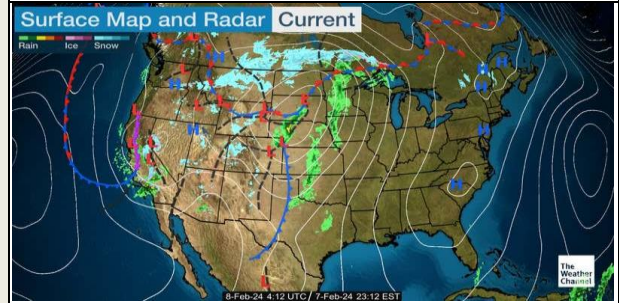 Surface Map and Radar Current
Rain Ice Snow
L L H
H L L
L L L
H H
H
L H L L H
L L L
L
H
L
The
Weather
Channel
8-Feb-24 4:12 UTC / 7-Feb-24 23:12 EST